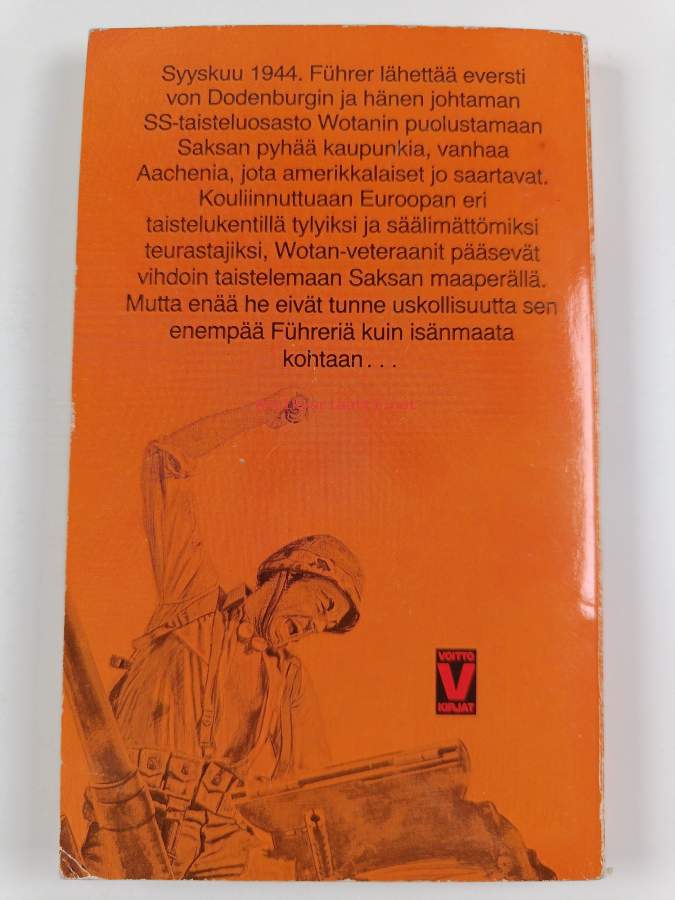 Syyskuu 1944. Führer lähettää eversti
von Dodenburgin ja hänen johtaman
SS-taisteluosasto Wotanin puolustamaan
Saksan pyhää kaupunkia, vanhaa
Aachenia, jota amerikkalaiset jo saartavat.
Kouliinnuttuaan Euroopan eri
taistelukentillä tylyiksi ja säälimättömiksi
teurastajiksi, Wotan-veteraanit pääsevät
vihdoin taistelemaan Saksan maaperällä.
Mutta enää he eivät tunne uskollisuutta sen
enempää Führeriä kuin isänmaata
kohtaan...
VOITTO
V
KIRJAT